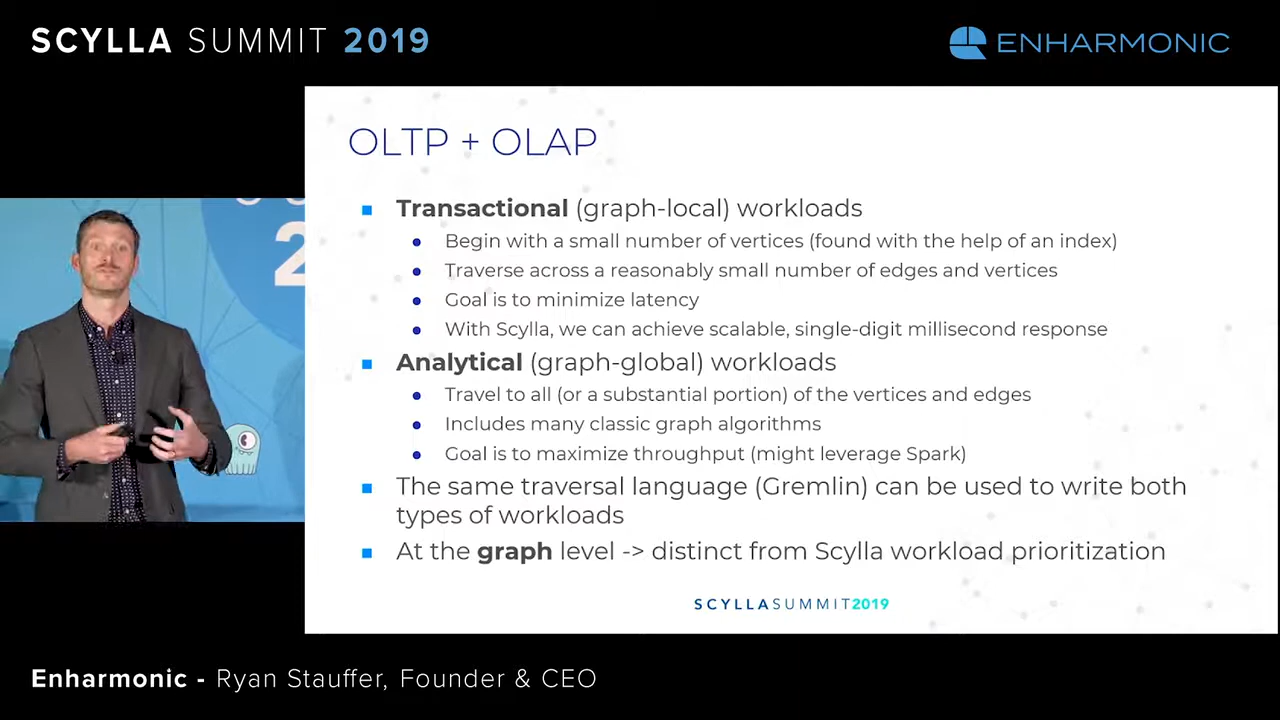 SCYLLA SUMMIT 2019
ENHARMONIC
OLTP + OLAP
Transactional (graph-local) workloads
Begin with a small number of vertices (found with the help of an index)
Traverse across a reasonably small number of edges and vertices
Goal is to minimize latency
With Scylla, we can achieve scalable, single-digit millisecond response
Analytical (graph-global) workloads
Travel to all (or a substantial portion) of the vertices and edges
Includes many classic graph algorithms
Goal is to maximize throughput (might leverage Spark)
The same traversal language (Gremlin) can be used to write both
types of workloads
At the graph level -> distinct from Scylla workload prioritization
SCYLLASUMMIT2019
2
Enharmonic - Ryan Stauffer, Founder & CEO